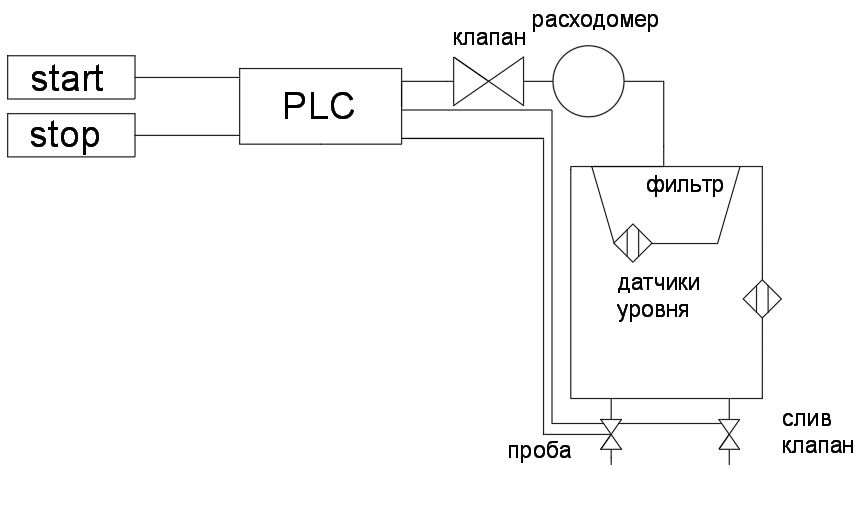 расходомер
клапан
start
PLC
stop
фильтр
датчики
уровня
слив
клапан
проба